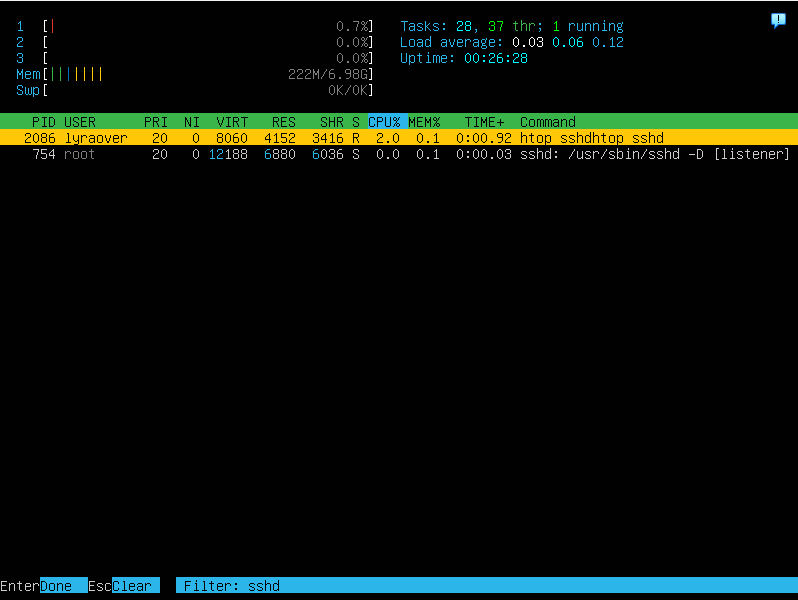 1 [| 0.7%] Tasks: 28, 37 thr; 1 running
2 [ 0.0%] Load average: 0.03 0.06 0.12
3 [ 0.0%] Uptime: 00:26:28
Mem[||||||| 222M/6.98G]
Swp[ 0K/0K]
PID USER PRI NI VIRT RES SHR S CPU% MEM% TIME+ Command
2086 lyraover 20 0 8060 4152 3416 R 2.0 0.1 0:00.92 htop sshdhtop sshd
754 root 20 0 12188 6880 6036 S 0.0 0.1 0:00.03 sshd: /usr/sbin/sshd -D [listener]
EnterDone EscClear Filter: sshd